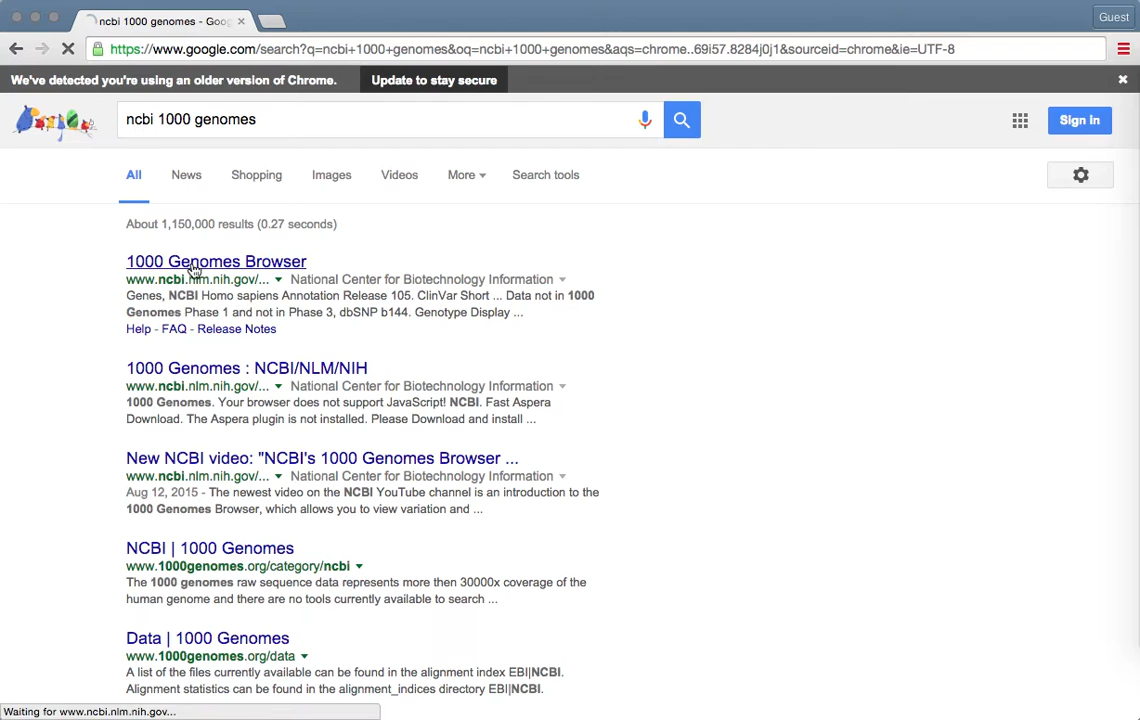 ncbi 1000 genomes - Goog
Guest
https://www.google.com/search?q=ncbi+1000+genomes&oq=ncbi+1000+genomes&aqs=chrome..69i57.8284j0j1&sourceid=chrome&ie=UTF-8
We've detected you're using an older version of Chrome. Update to stay secure
ncbi 1000 genomes
Sign in
All News Shopping Images Videos More Search tools
About 1,150,000 results (0.27 seconds)
1000 Genomes Browser
www.ncbi.nlm.nih.gov/... National Center for Biotechnology Information
Genes, NCBI Homo sapiens Annotation Release 105. ClinVar Short ... Data not in 1000
Genomes Phase 1 and not in Phase 3, dbSNP b144. Genotype Display ...
Help - FAQ - Release Notes
1000 Genomes : NCBI/NLM/NIH
www.ncbi.nlm.nih.gov/... National Center for Biotechnology Information
1000 Genomes. Your browser does not support JavaScript! NCBI. Fast Aspera
Download. The Aspera plugin is not installed. Please Download and install ...
New NCBI video: "NCBI's 1000 Genomes Browser ...
www.ncbi.nlm.nih.gov/... National Center for Biotechnology Information
Aug 12, 2015 - The newest video on the NCBI YouTube channel is an introduction to the
1000 Genomes Browser, which allows you to view variation and ...
NCBI | 1000 Genomes
www.1000genomes.org/category/ncbi
The 1000 genomes raw sequence data represents more then 30000x coverage of the
human genome and there are no tools currently available to search ...
Data | 1000 Genomes
www.1000genomes.org/data
A list of the files currently available can be found in the alignment index EBI|NCBI.
Alignment statistics can be found in the alignment_indices directory EBI|NCBI.
Waiting for www.ncbi.nlm.nih.gov...